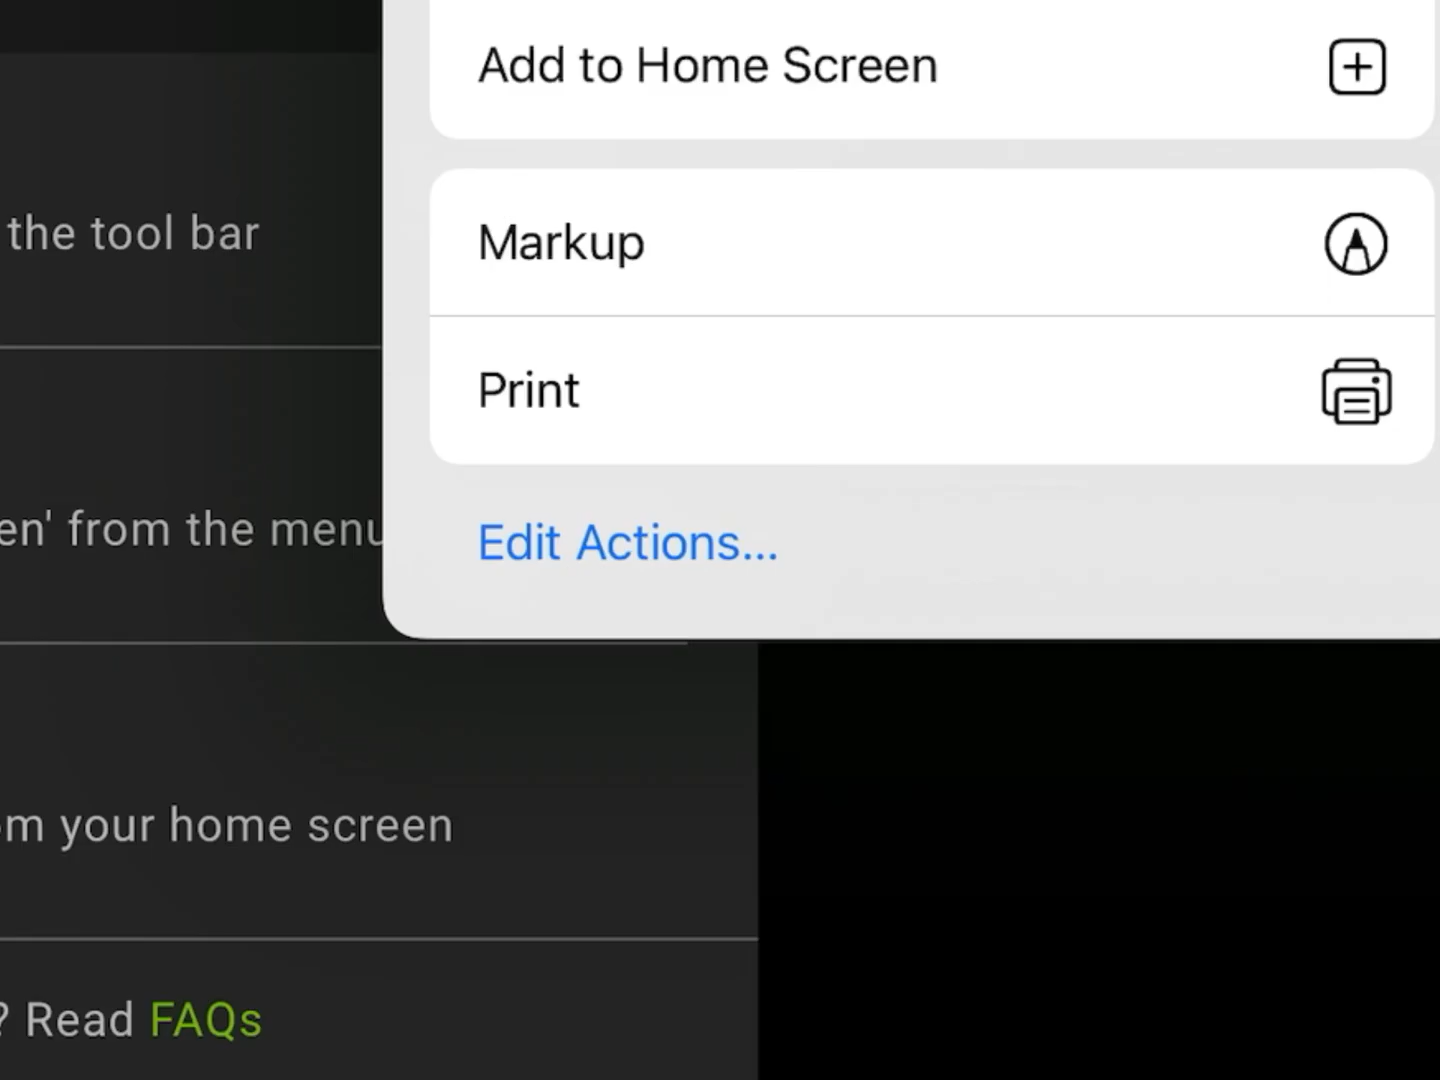 Add to Home Screen
the tool bar
Markup
Print
from the menu
Edit Actions...
your home screen
? Read FAQs